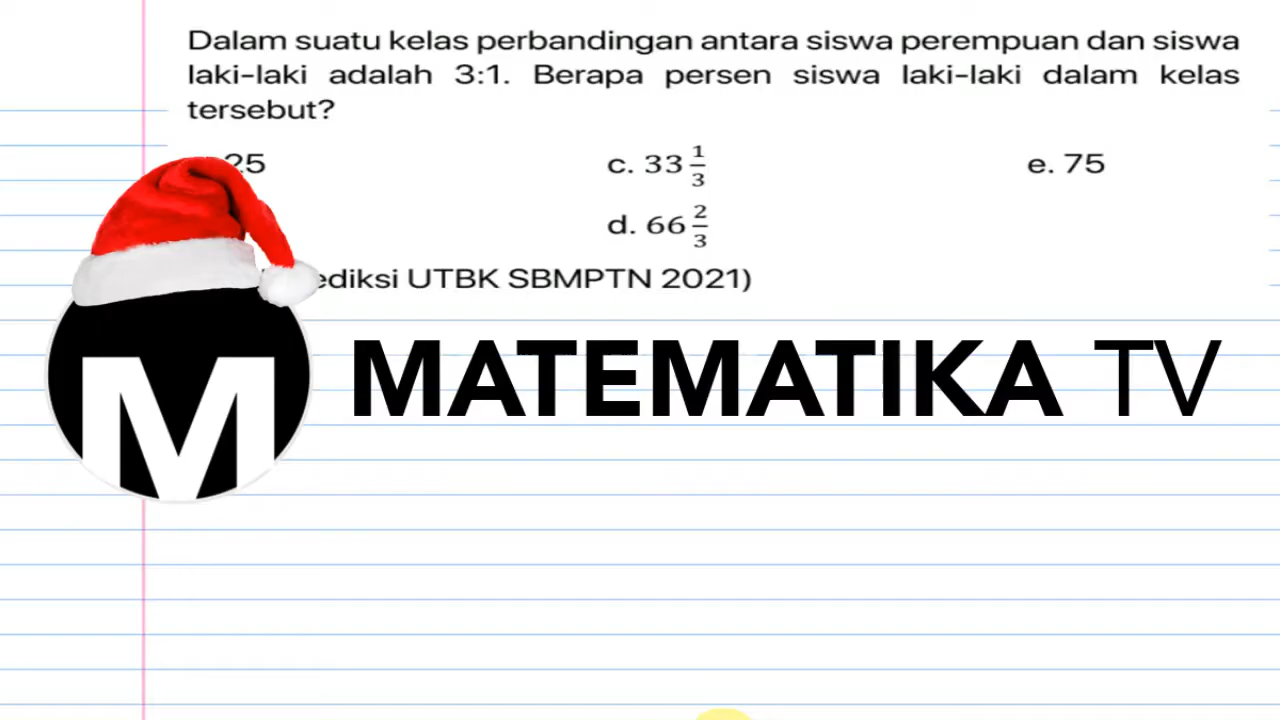 Dalam suatu kelas perbandingan antara siswa perempuan dan siswa
laki-laki adalah 3:1. Berapa persen siswa laki-laki dalam kelas
tersebut?
25 c. 33 1/3 e. 75
d. 66 2/3
UTBK SBMPTN 2021)
M MATEMATIKA TV